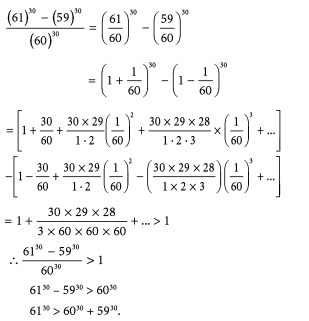 ((61)^30 − (59)^30) / (60)^30 = (61/60)^30 − (59/60)^30
= (1 + 1/60)^30 − (1 − 1/60)^30
= [1 + 30/60 + (30 × 29)/(1 · 2) (1/60)^2 + (30 × 29 × 28)/(1 · 2 · 3) × (1/60)^3 + ...]
− [1 − 30/60 + (30 × 29)/(1 · 2) (1/60)^2 − ((30 × 29 × 28)/(1 × 2 × 3)) (1/60)^3 + ...]
= 1 + (30 × 29 × 28)/(3 × 60 × 60 × 60) + ... > 1
∴ (61^30 − 59^30)/60^30 > 1
61^30 − 59^30 > 60^30
61^30 > 60^30 + 59^30.